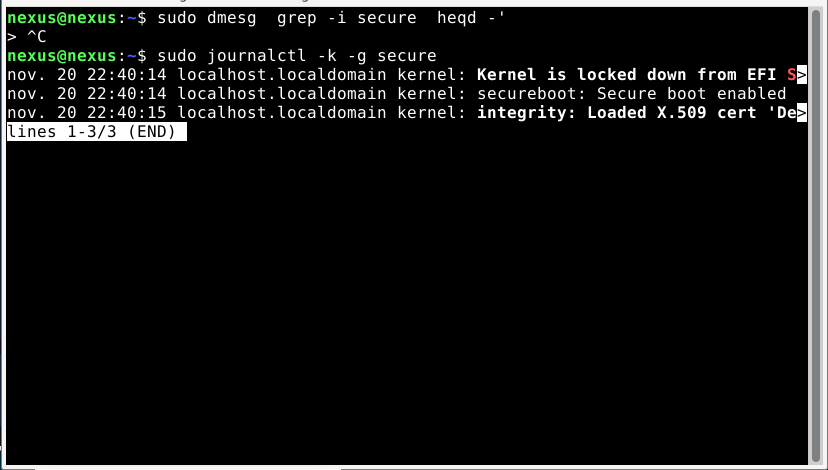 nexus@nexus:~$ sudo dmesg  grep -i secure  heqd -'
> ^C
nexus@nexus:~$ sudo journalctl -k -g secure
nov. 20 22:40:14 localhost.localdomain kernel: Kernel is locked down from EFI S>
nov. 20 22:40:14 localhost.localdomain kernel: secureboot: Secure boot enabled
nov. 20 22:40:15 localhost.localdomain kernel: integrity: Loaded X.509 cert 'De>
lines 1-3/3 (END)